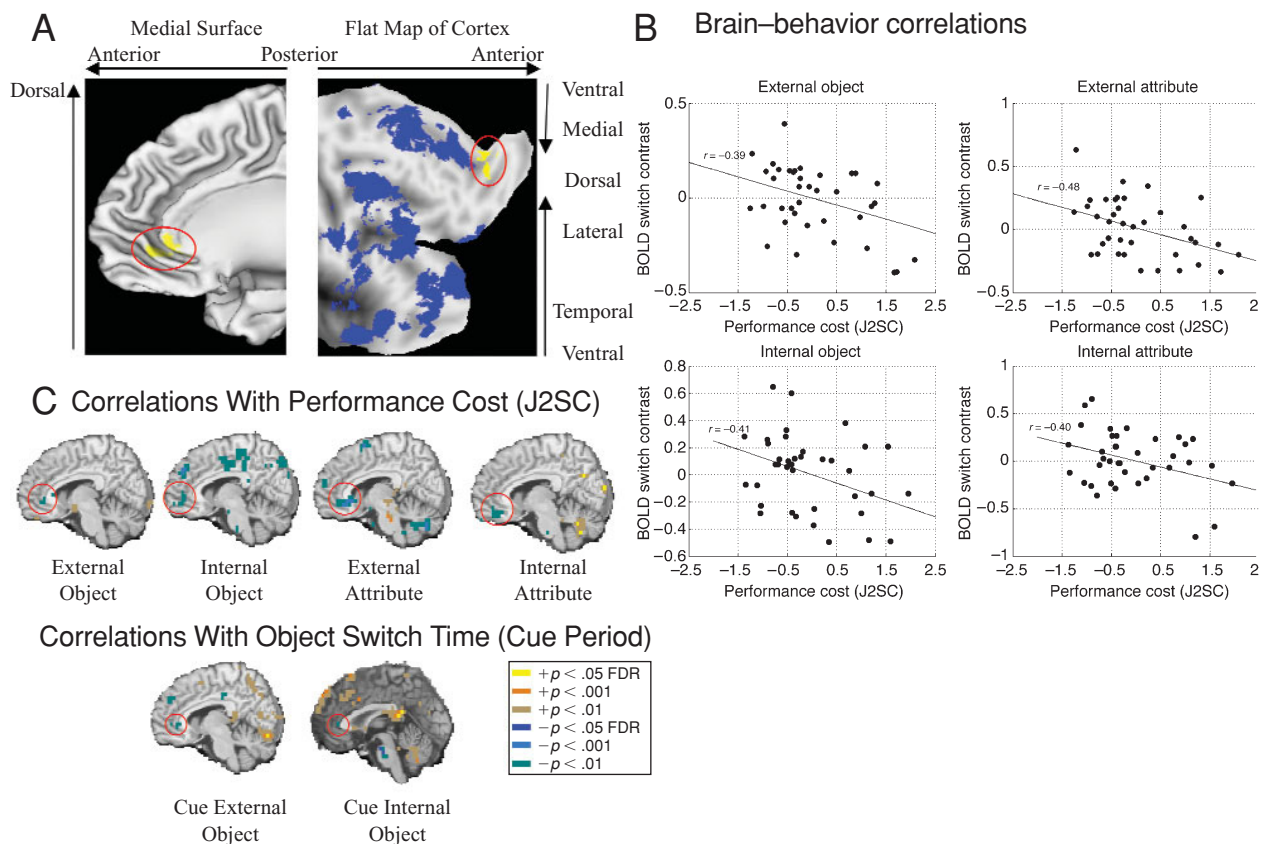 A
Medial Surface
Flat Map of Cortex
Anterior
Posterior
Anterior
Dorsal
Ventral
Medial
Dorsal
Lateral
Temporal
Ventral
B Brain–behavior correlations
External object
0.5
0
−0.5
BOLD switch contrast
r = −0.39
−2.5 −1.5 −0.5 0.5 1.5 2.5
Performance cost (J2SC)
External attribute
1
0.5
0
−0.5
BOLD switch contrast
r = −0.48
−2.5 −1.5 −0.5 0.5 1.5 2
Performance cost (J2SC)
Internal object
0.8
0.6
0.4
0.2
0
−0.2
−0.4
−0.6
BOLD switch contrast
r = −0.41
−2.5 −1.5 −0.5 0.5 1.5 2.5
Performance cost (J2SC)
Internal attribute
1
0.5
0
−0.5
−1
BOLD switch contrast
r = −0.40
−2.5 −1.5 −0.5 0.5 1.5 2
Performance cost (J2SC)
C Correlations With Performance Cost (J2SC)
External
Object
Internal
Object
External
Attribute
Internal
Attribute
Correlations With Object Switch Time (Cue Period)
Cue External
Object
Cue Internal
Object
+p < .05 FDR
+p < .001
+p < .01
−p < .05 FDR
−p < .001
−p < .01